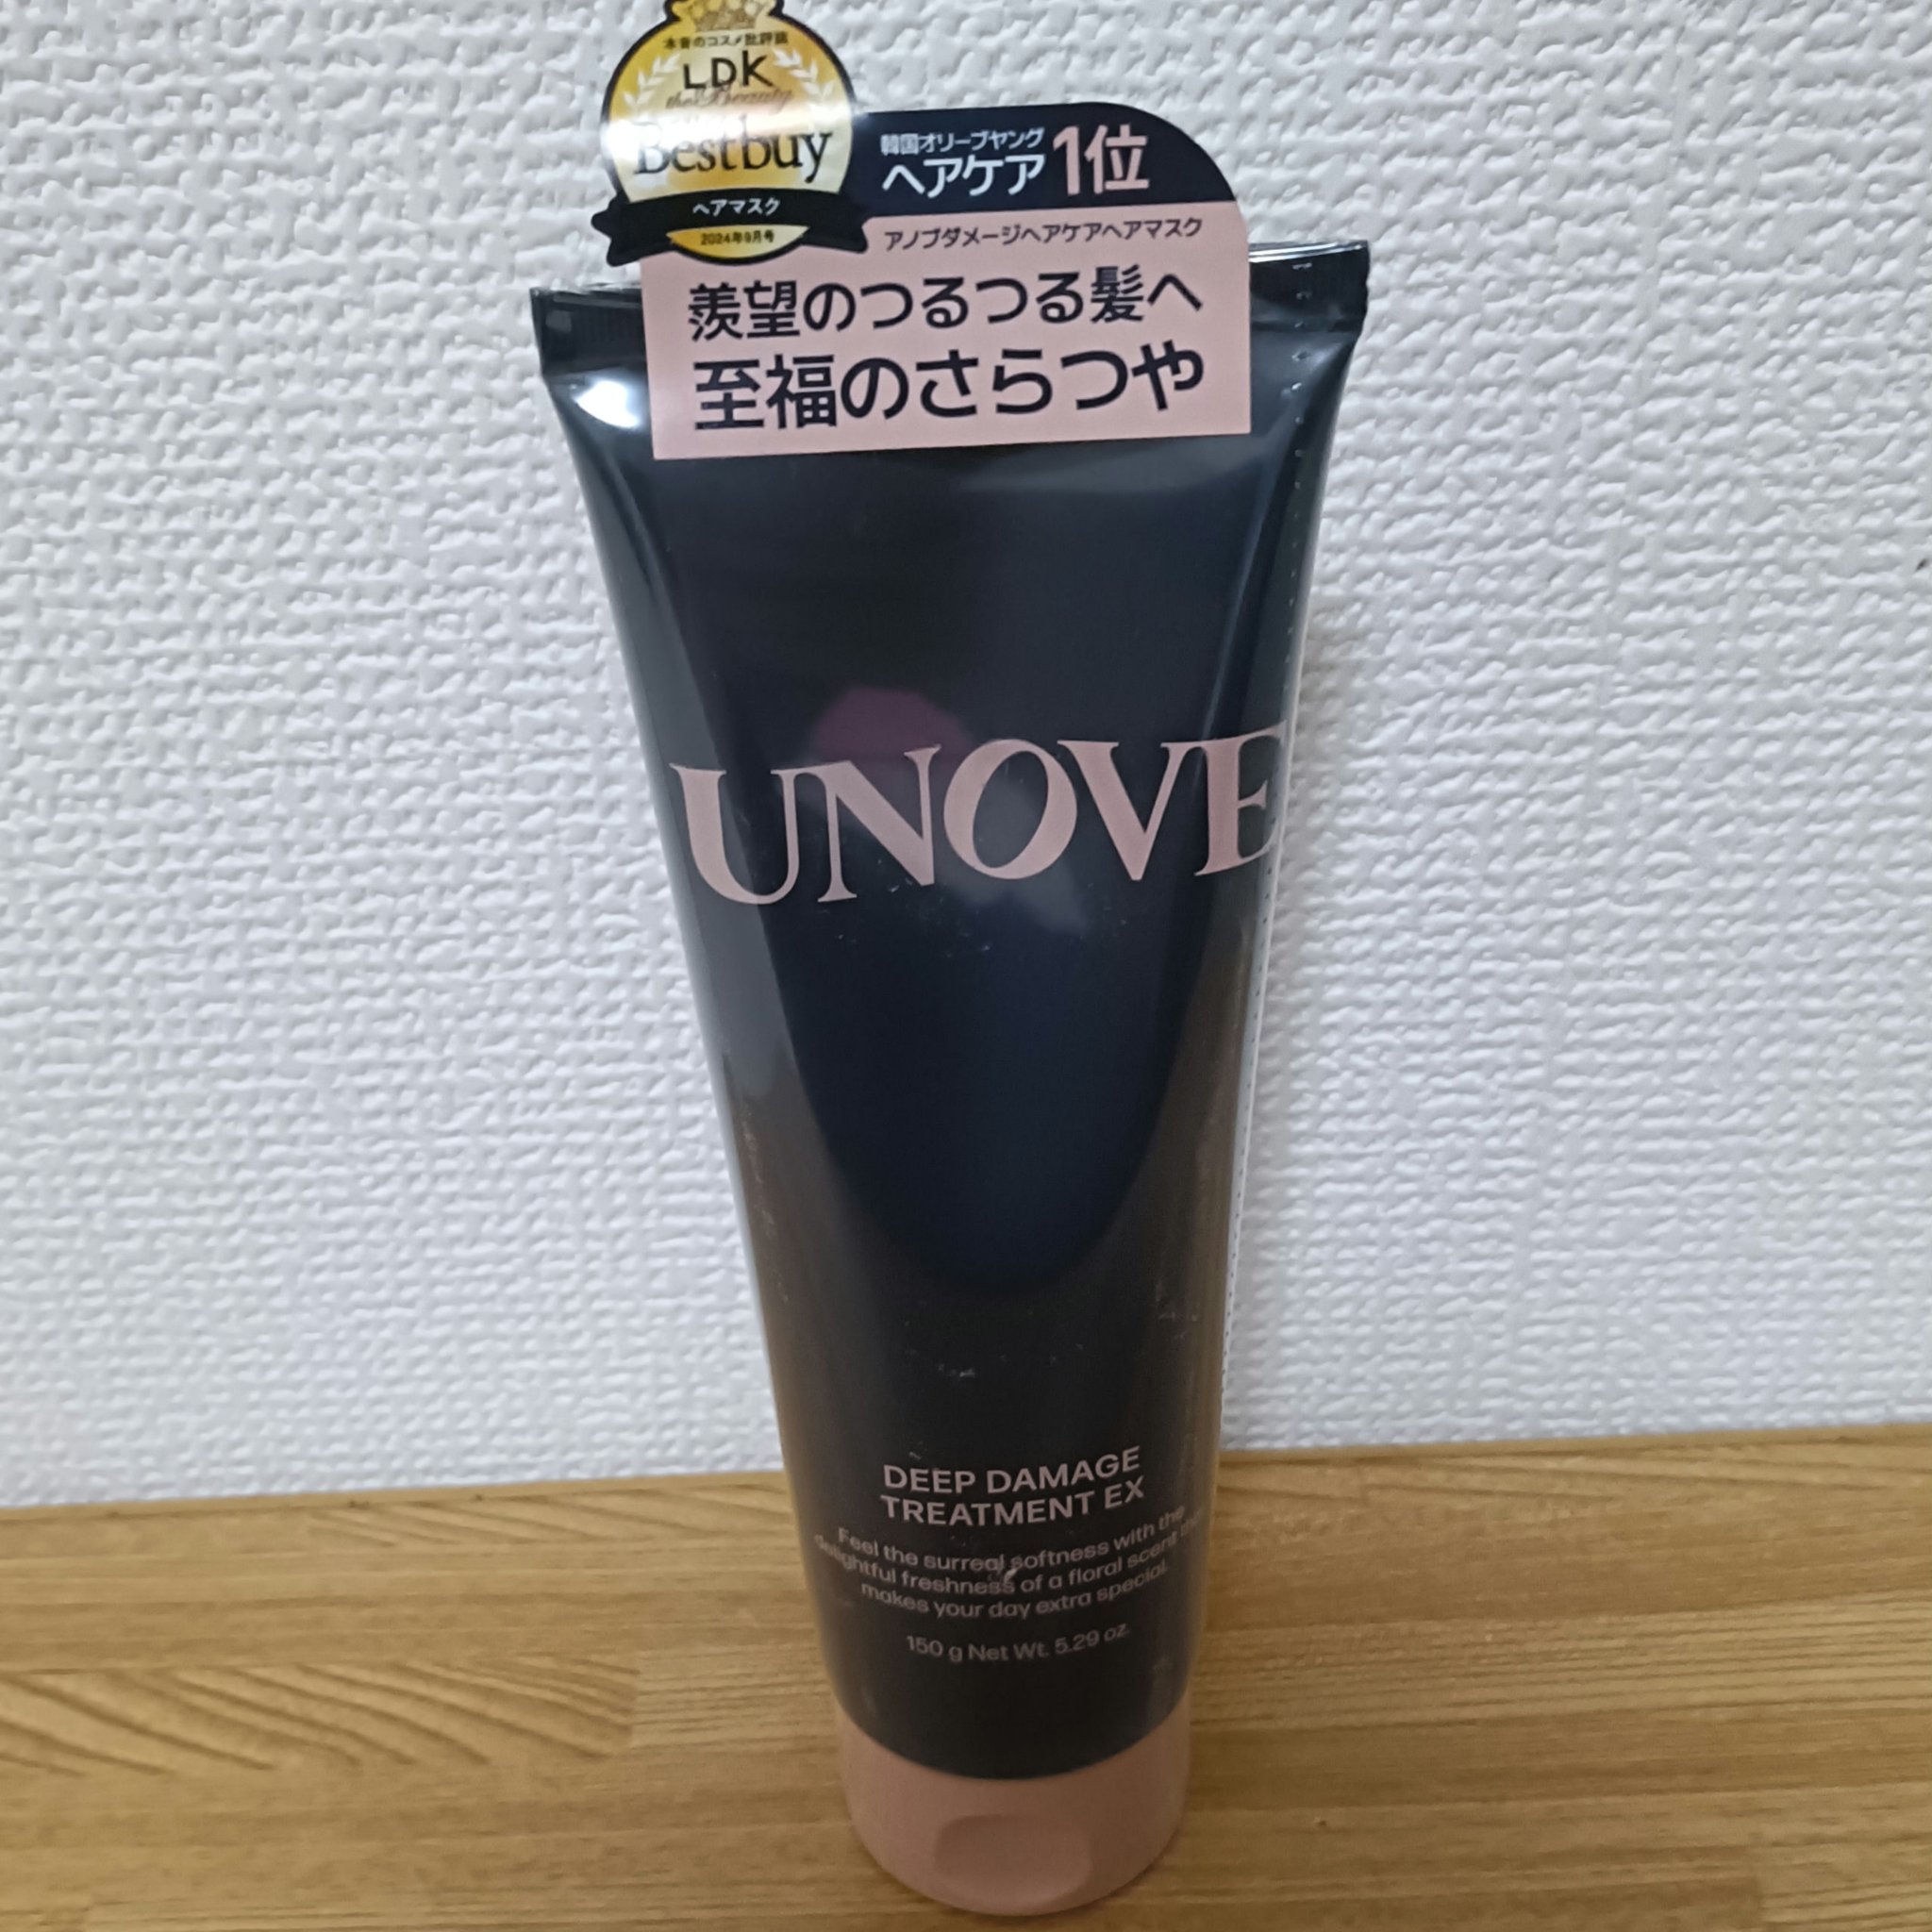 本音のコスメ批評誌
LDK
the Beauty
Bestbuy
ヘアマスク
2024年9月号
韓国オリーブヤング
ヘアケア1位
アノブダメージヘアケアヘアマスク
羨望のつるつる髪へ
至福のさらつや
UNOVE
DEEP DAMAGE
TREATMENT EX
Feel the surreal softness with the
delightful freshness of a floral scent
makes your day extra special.
150 g Net Wt. 5.29 oz.